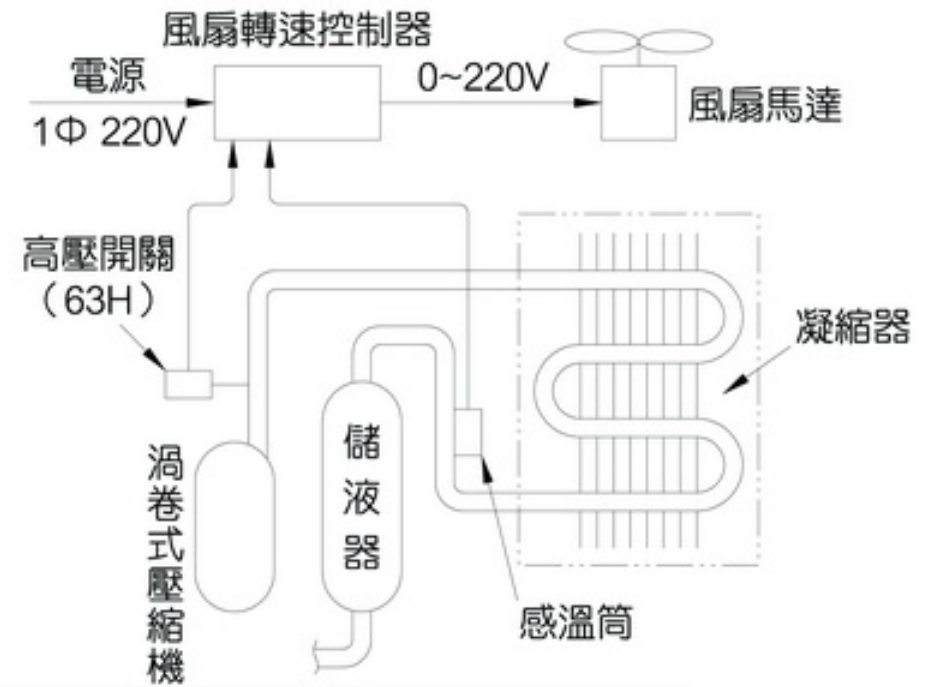 風扇轉速控制器
電源
1Φ 220V
0~220V
風扇馬達
高壓開關
（63H）
凝縮器
渦卷式壓縮機
儲液器
感溫筒